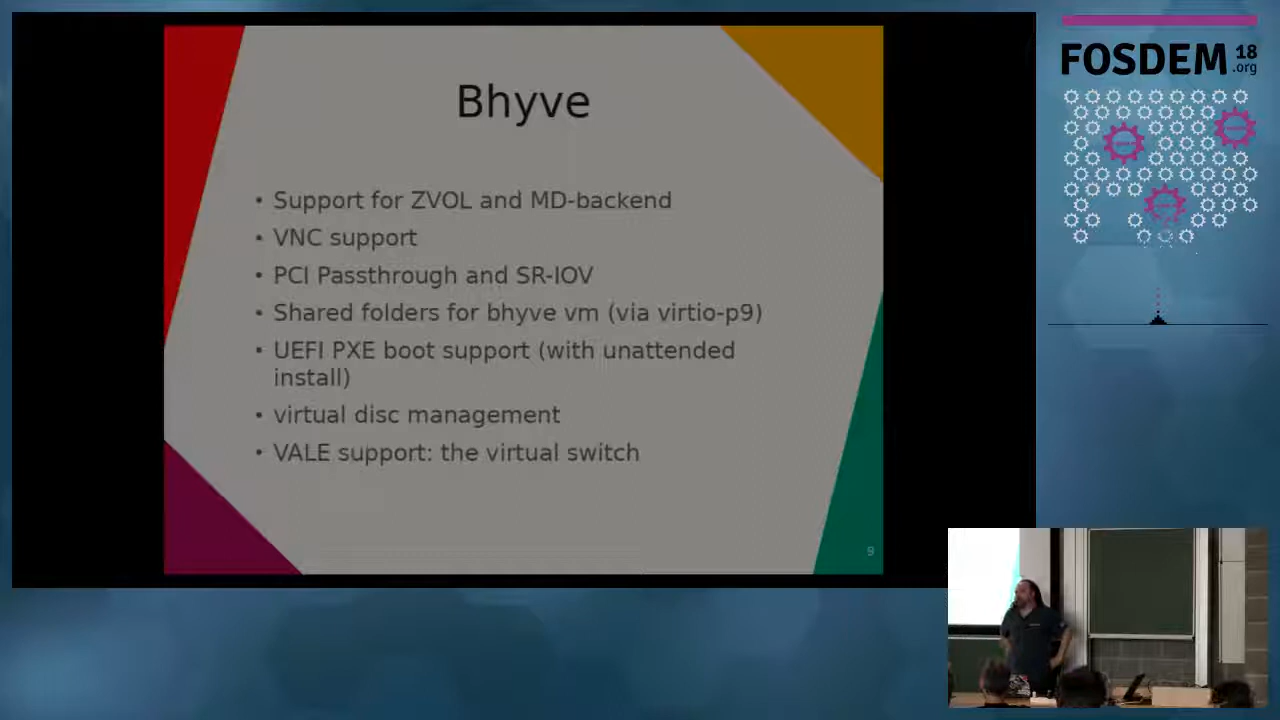 Bhyve
• Support for ZVOL and MD-backend
• VNC support
• PCI Passthrough and SR-IOV
• Shared folders for bhyve vm (via virtio-p9)
• UEFI PXE boot support (with unattended
install)
• virtual disc management
• VALE support: the virtual switch
9
FOSDEM 18
.org